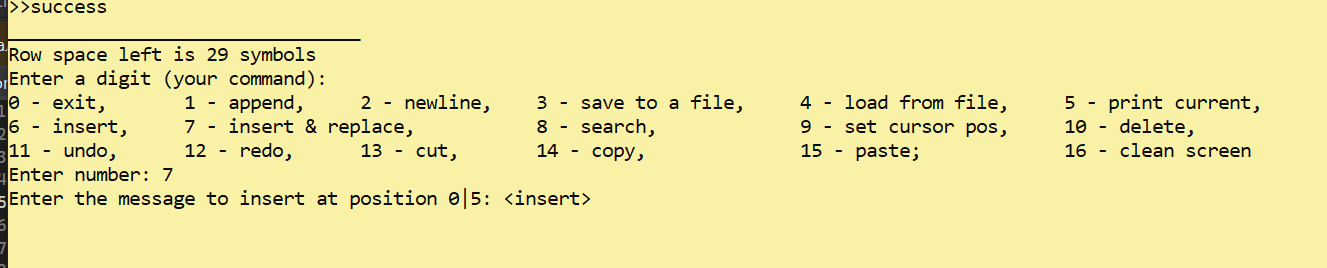 >>success
________________________________
Row space left is 29 symbols
Enter a digit (your command):
0 - exit,       1 - append,     2 - newline,    3 - save to a file,     4 - load from file,     5 - print current,
6 - insert,     7 - insert & replace,           8 - search,             9 - set cursor pos,     10 - delete,
11 - undo,      12 - redo,      13 - cut,       14 - copy,              15 - paste;             16 - clean screen
Enter number: 7
Enter the message to insert at position 0|5: <insert>